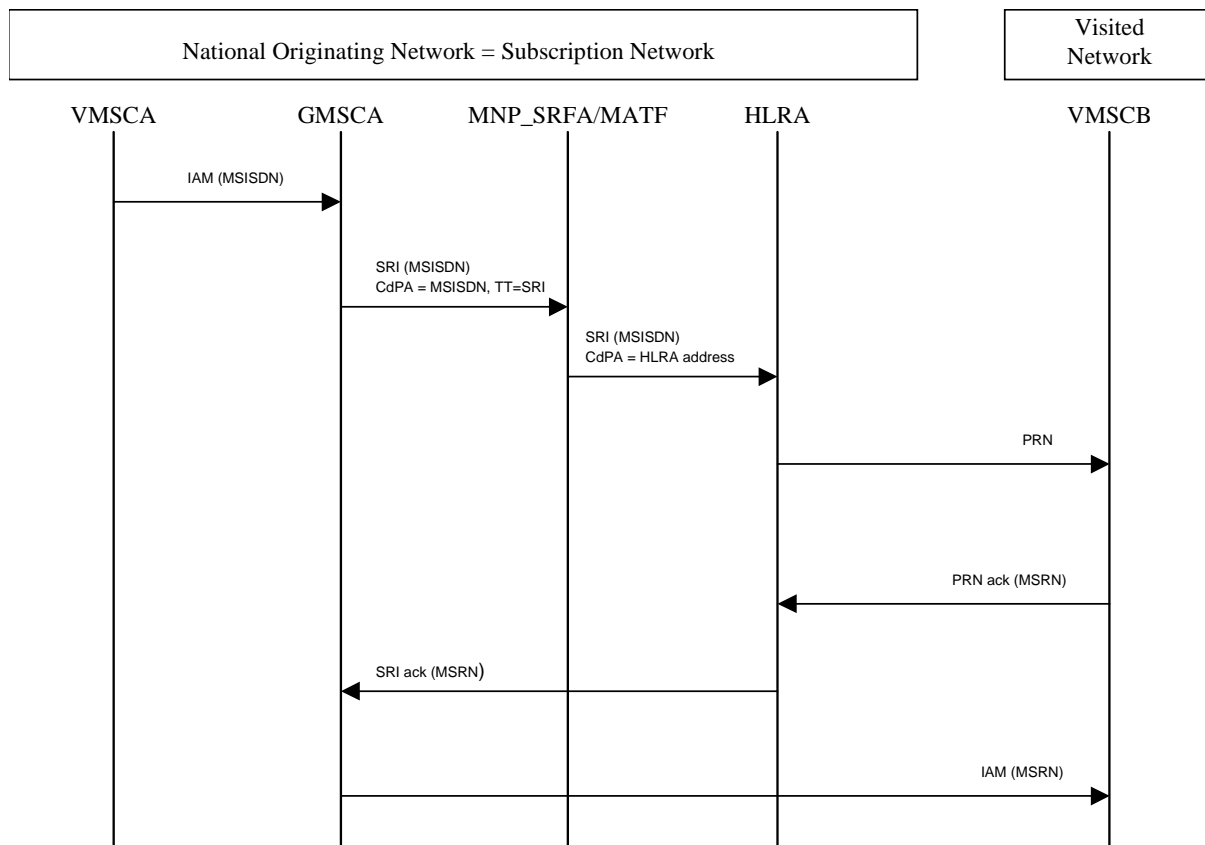 National Originating Network = Subscription Network
Visited
Network
VMSCA
GMSCA
MNP_SRFA/MATF
HLRA
VMSCB
IAM (MSISDN)
SRI (MSISDN)
CdPA = MSISDN, TT=SRI
SRI (MSISDN)
CdPA = HLRA address
PRN
PRN ack (MSRN)
SRI ack (MSRN)
IAM (MSRN)